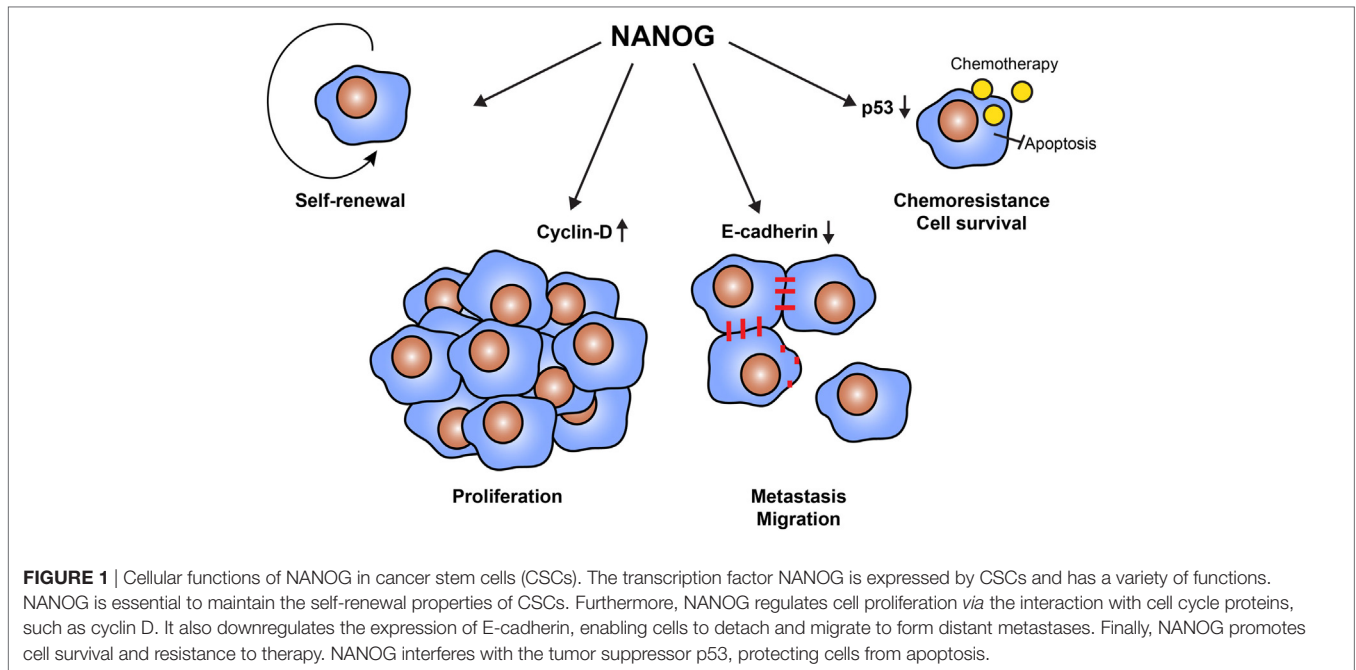 NANOG
Chemotherapy
p53 ↓
Apoptosis
Self-renewal
Chemoresistance
Cell survival
Cyclin-D ↑
E-cadherin ↓
Proliferation
Metastasis
Migration
FIGURE 1 | Cellular functions of NANOG in cancer stem cells (CSCs). The transcription factor NANOG is expressed by CSCs and has a variety of functions.
NANOG is essential to maintain the self-renewal properties of CSCs. Furthermore, NANOG regulates cell proliferation via the interaction with cell cycle proteins,
such as cyclin D. It also downregulates the expression of E-cadherin, enabling cells to detach and migrate to form distant metastases. Finally, NANOG promotes
cell survival and resistance to therapy. NANOG interferes with the tumor suppressor p53, protecting cells from apoptosis.